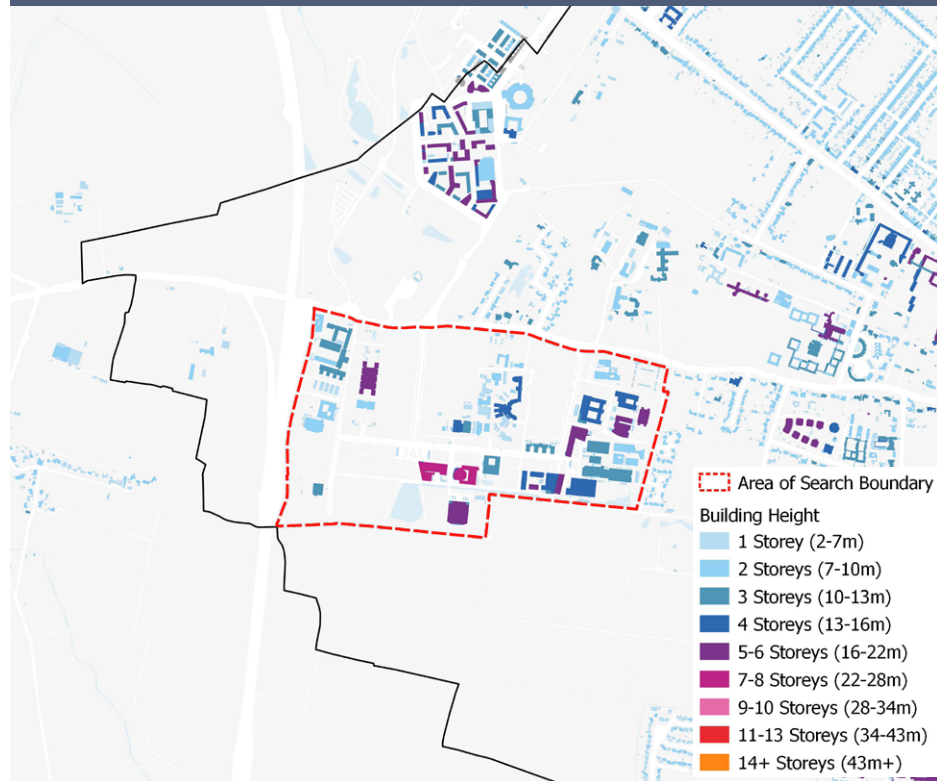 Area of Search Boundary
Building Height
1 Storey (2-7m)
2 Storeys (7-10m)
3 Storeys (10-13m)
4 Storeys (13-16m)
5-6 Storeys (16-22m)
7-8 Storeys (22-28m)
9-10 Storeys (28-34m)
11-13 Storeys (34-43m)
14+ Storeys (43m+)